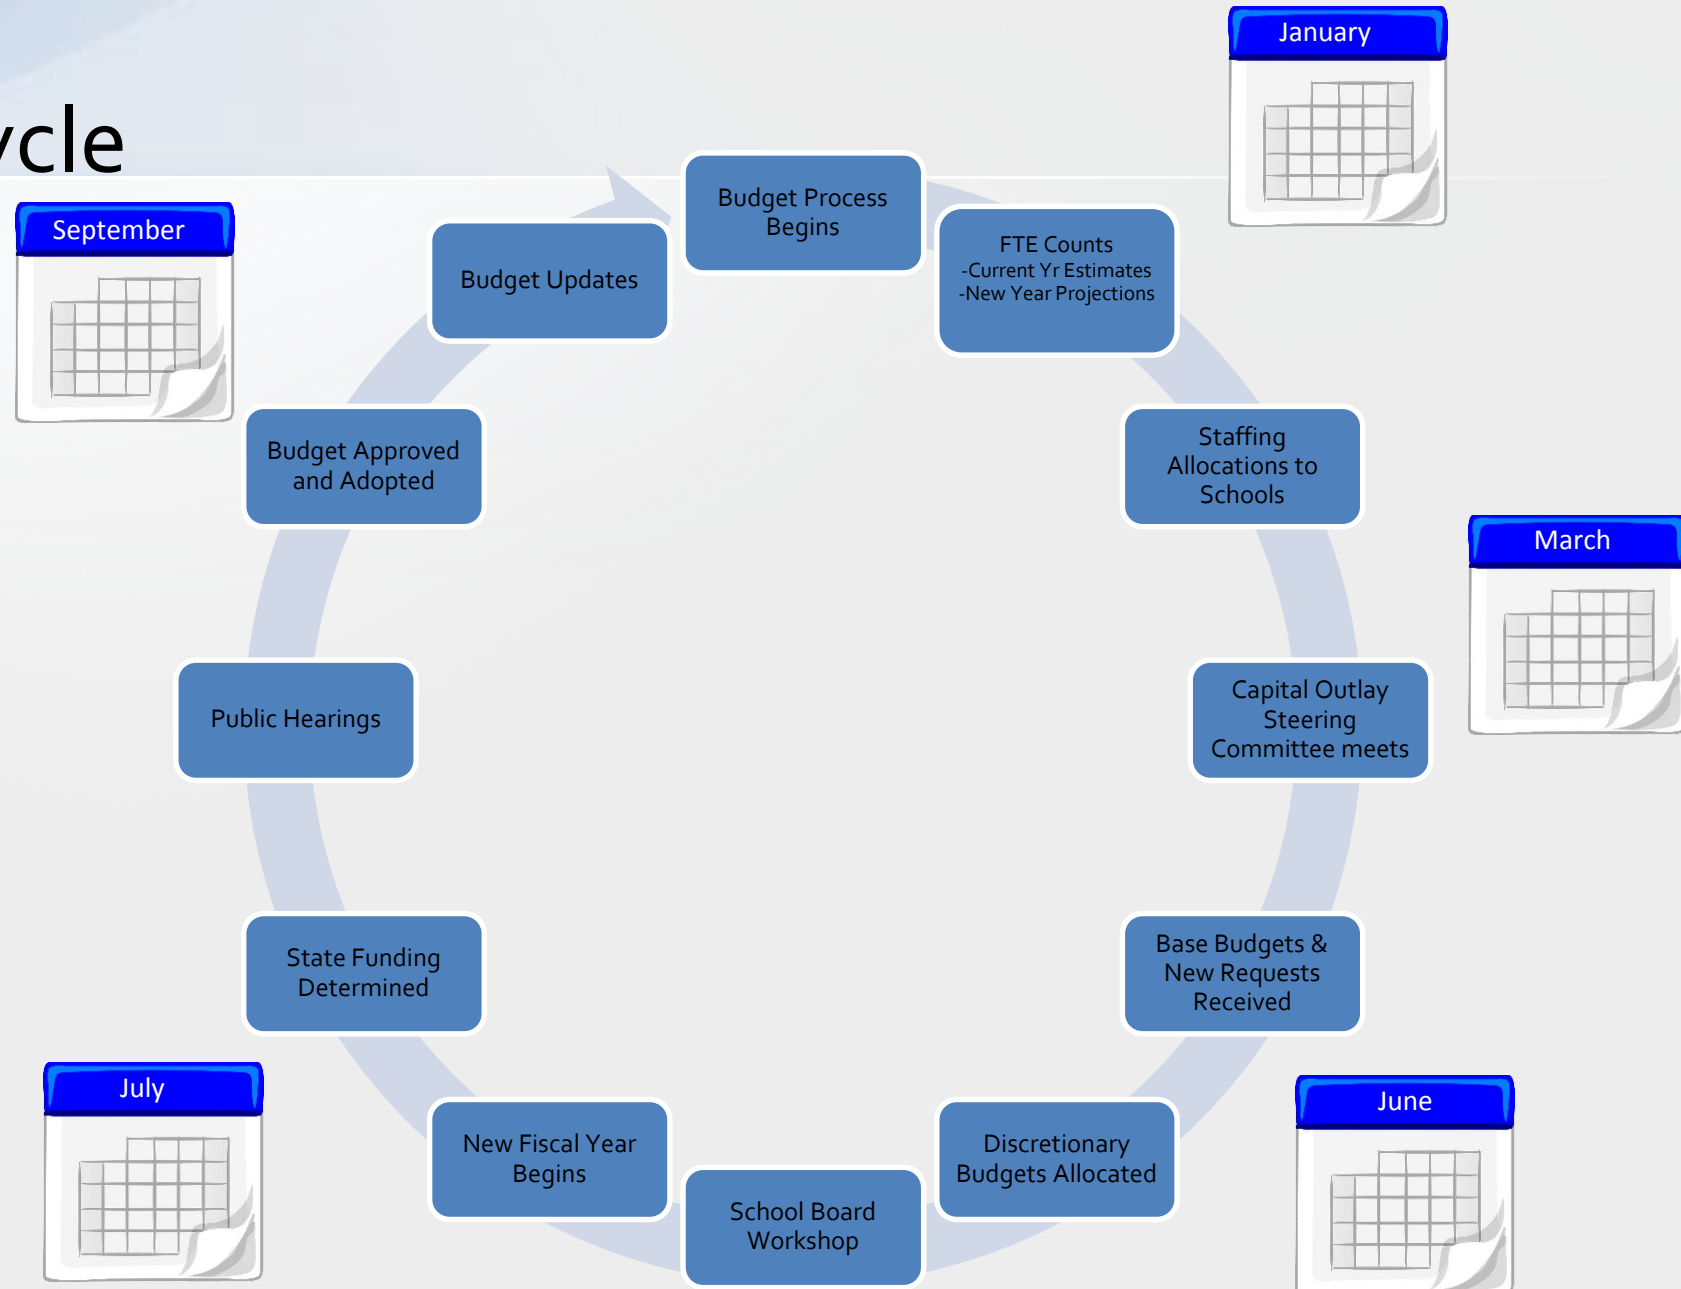 ycle
January
September
Budget Process
Begins
FTE Counts
-Current Yr Estimates
-New Year Projections
Budget Updates
Staffing
Allocations to
Schools
Budget Approved
and Adopted
March
Capital Outlay
Steering
Committee meets
Public Hearings
Base Budgets &
New Requests
Received
State Funding
Determined
July
June
Discretionary
Budgets Allocated
New Fiscal Year
Begins
School Board
Workshop